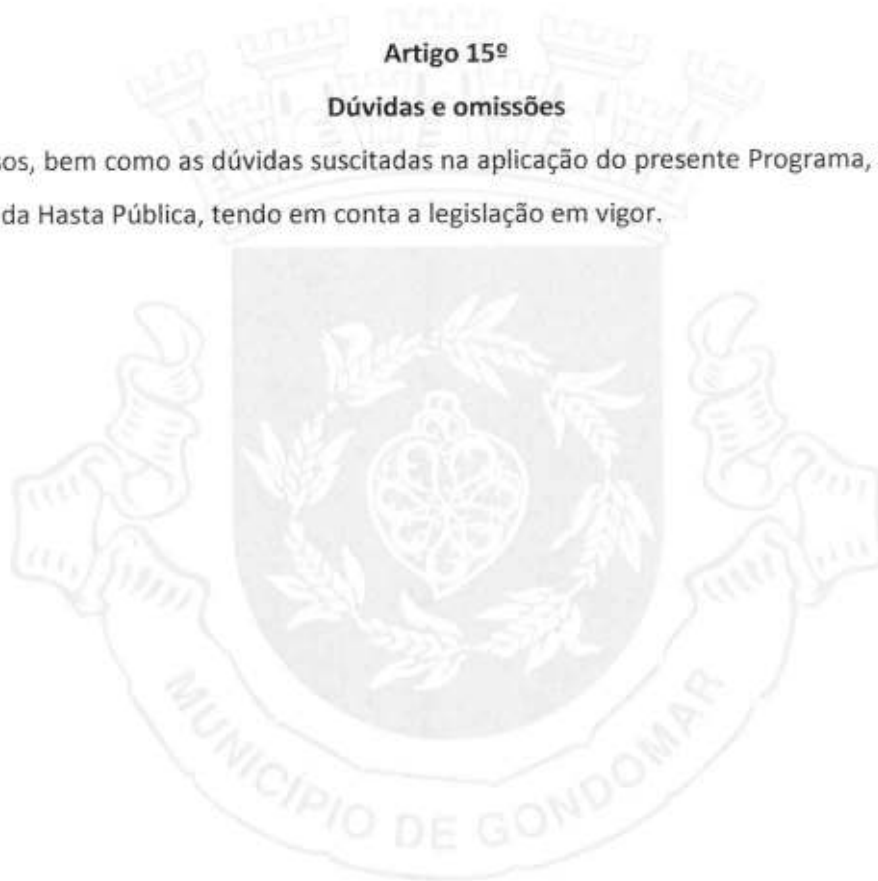 Artigo 15º
Dúvidas e omissões
sos, bem como as dúvidas suscitadas na aplicação do presente Programa,
da Hasta Pública, tendo em conta a legislação em vigor.
MUNICÍPIO DE GONDOMAR